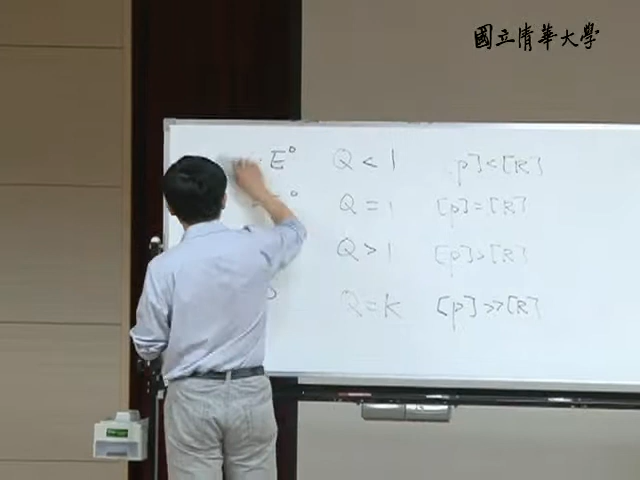 國立清華大學
E° Q < 1 p]<[R]
° Q = 1 [p]=[R]
Q > 1 [p]>[R]
Q = K [p]>>[R]